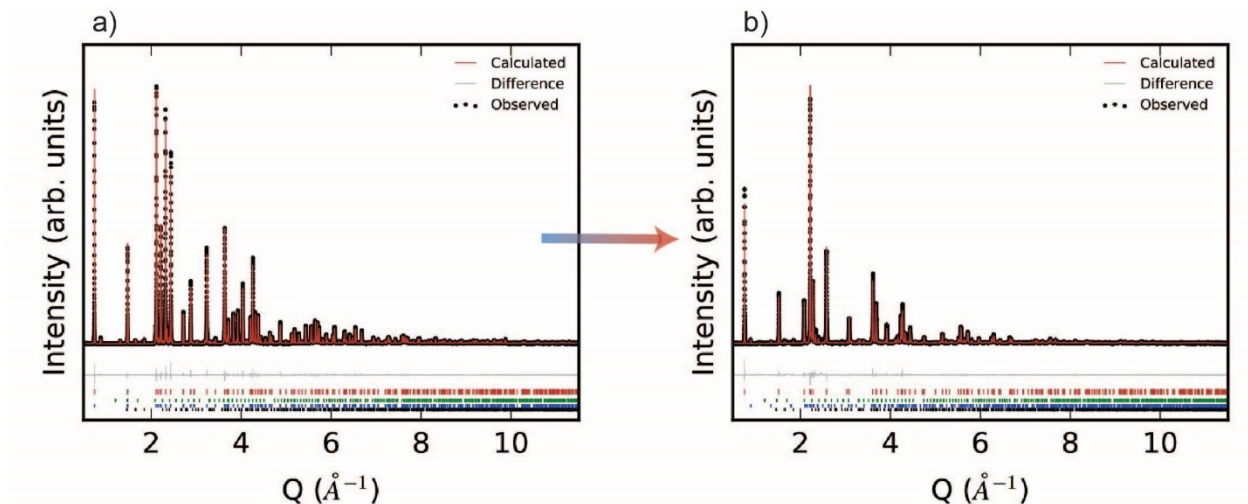 a)
Intensity (arb. units)
Calculated
Difference
Observed
2 4 6 8 10
Q (Å⁻¹)
b)
Intensity (arb. units)
Calculated
Difference
Observed
2 4 6 8 10
Q (Å⁻¹)